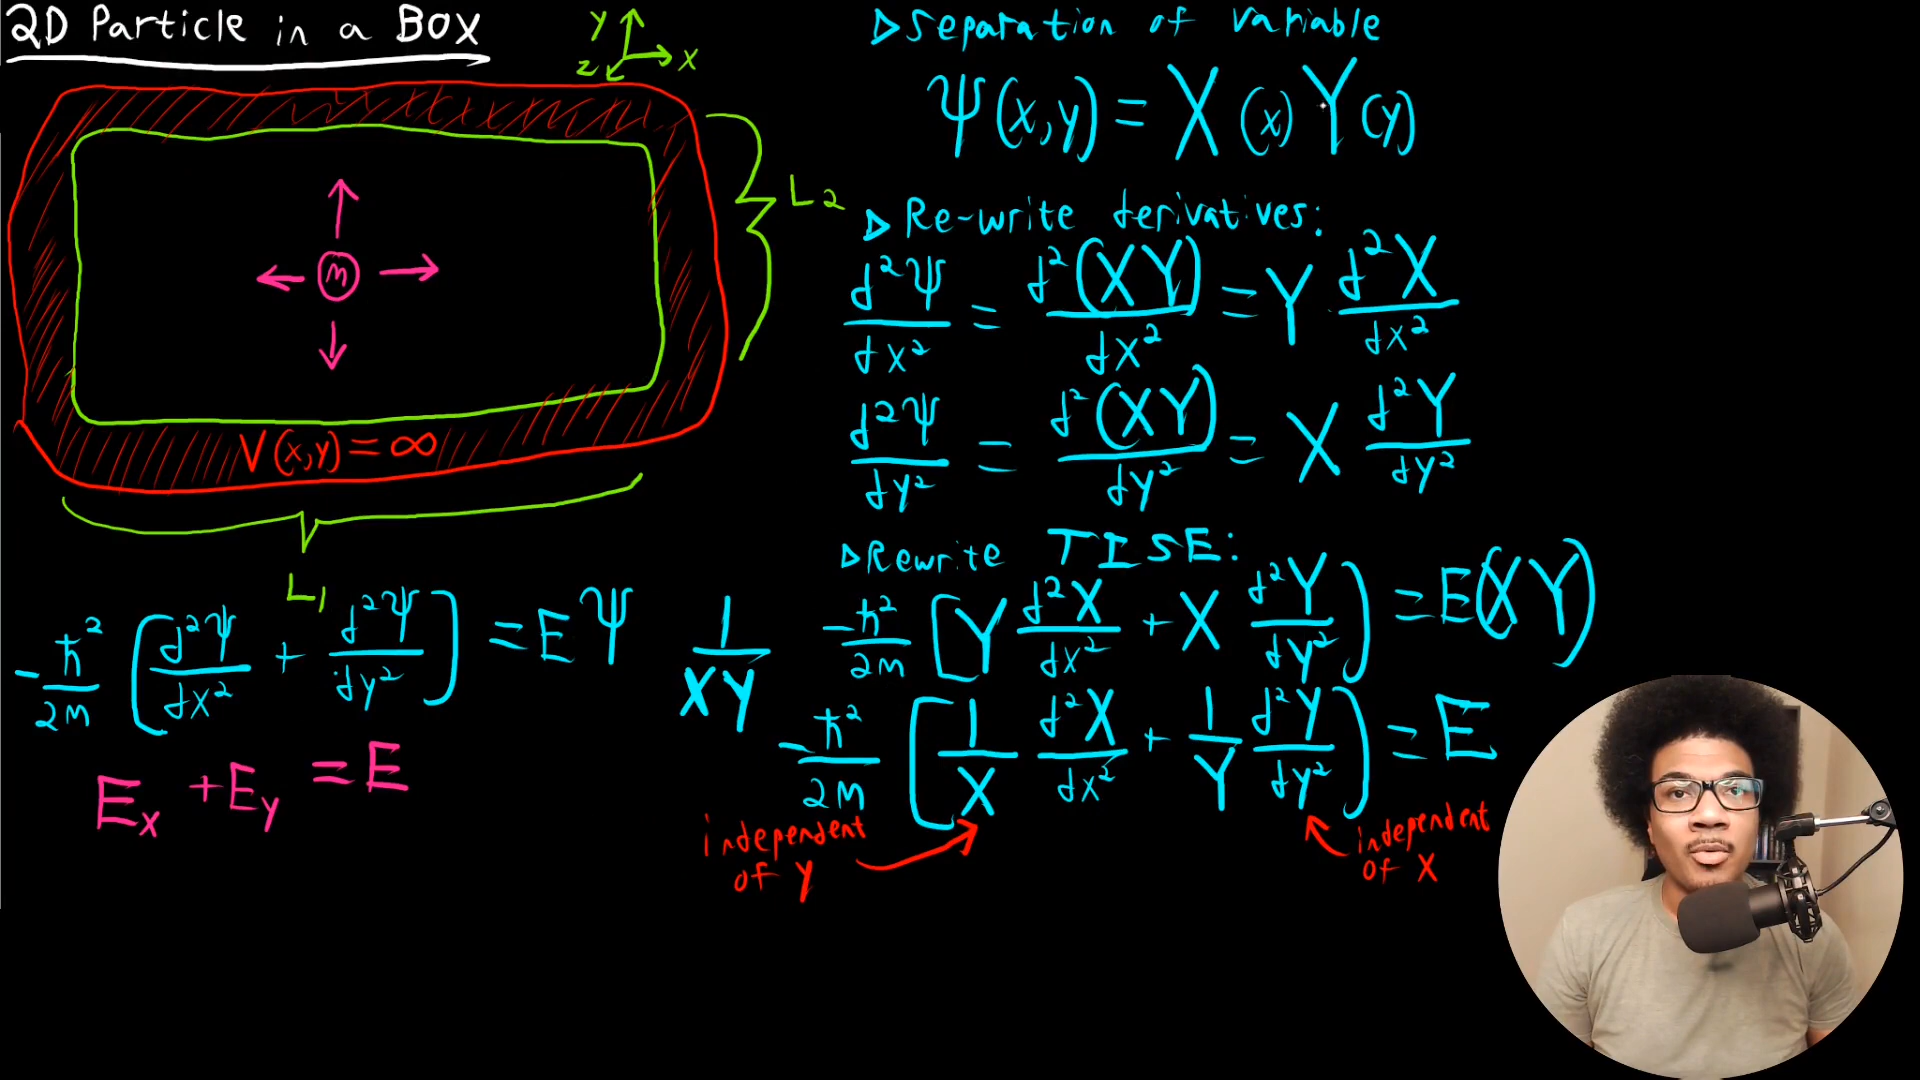 2D Particle in a Box
Y
X
Z
L2
m
V(x,y) = ∞
L1
-ħ²/2m [d²Ψ/dx² + d²Ψ/dy²] = EΨ
Ex + Ey = E
▷ Separation of variable
Ψ(x,y) = X(x)Y(y)
▷ Re-write derivatives:
d²Ψ/dx² = d²(XY)/dx² = Y d²X/dx²
d²Ψ/dy² = d²(XY)/dy² = X d²Y/dy²
▷ Rewrite TISE:
1/XY -ħ²/2m [Y d²X/dx² + X d²Y/dy²] = E(XY)
-ħ²/2m [1/X d²X/dx² + 1/Y d²Y/dy²] = E
independent
of Y
independent
of X